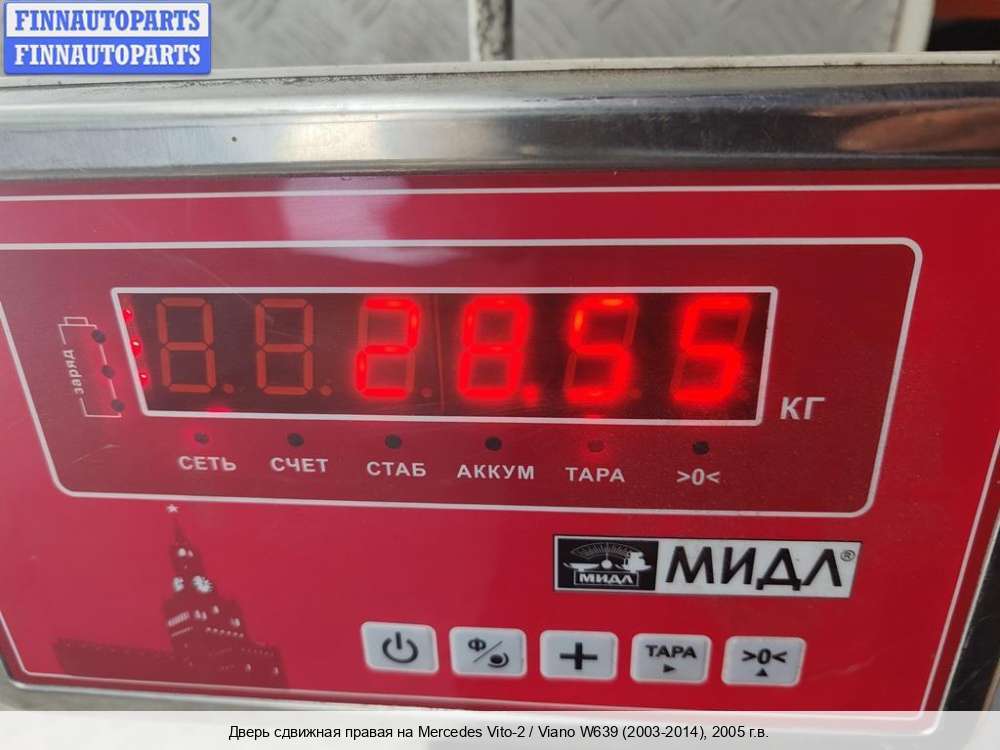 FINNAUTOPARTS
FINNAUTOPARTS
заряд
28.55
КГ
СЕТЬ СЧЕТ СТАБ АККУМ ТАРА >0<
МИДЛ МИДЛ®
Ф ТАРА >0<
Дверь сдвижная правая на Mercedes Vito-2 / Viano W639 (2003-2014), 2005 г.в.